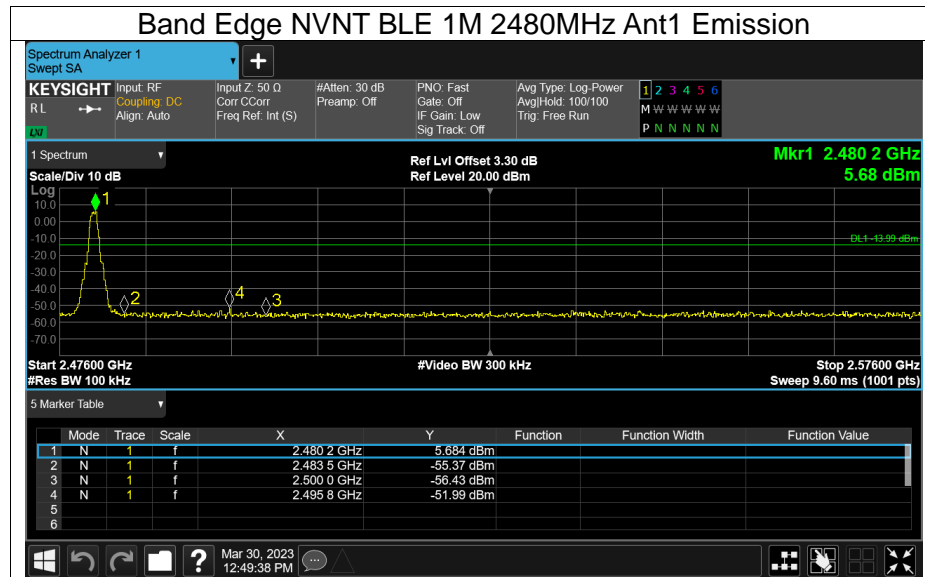 Band Edge NVNT BLE 1M 2480MHz Ant1 Emission
Spectrum Analyzer 1
Swept SA
+
KEYSIGHT Input: RF Input Z: 50 Ω #Atten: 30 dB PNO: Fast Avg Type: Log-Power 1 2 3 4 5 6
RL Coupling: DC Corr CCorr Preamp: Off Gate: Off Avg|Hold: 100/100 M W W W W W
Align: Auto Freq Ref: Int (S) IF Gain: Low Trig: Free Run
LXI Sig Track: Off P N N N N N
1 Spectrum Ref Lvl Offset 3.30 dB Mkr1 2.480 2 GHz
Scale/Div 10 dB Ref Level 20.00 dBm 5.68 dBm
Log
1
10.0
0.00
-10.0 DL1 -13.99 dBm
-20.0
-30.0
-40.0
2 4 3
-50.0
-60.0
-70.0
Start 2.47600 GHz #Video BW 300 kHz Stop 2.57600 GHz
#Res BW 100 kHz Sweep 9.60 ms (1001 pts)
5 Marker Table
Mode Trace Scale X Y Function Function Width Function Value
1 N 1 f 2.480 2 GHz 5.684 dBm
2 N 1 f 2.483 5 GHz -55.37 dBm
3 N 1 f 2.500 0 GHz -56.43 dBm
4 N 1 f 2.495 8 GHz -51.99 dBm
5
6
? Mar 30, 2023
12:49:38 PM